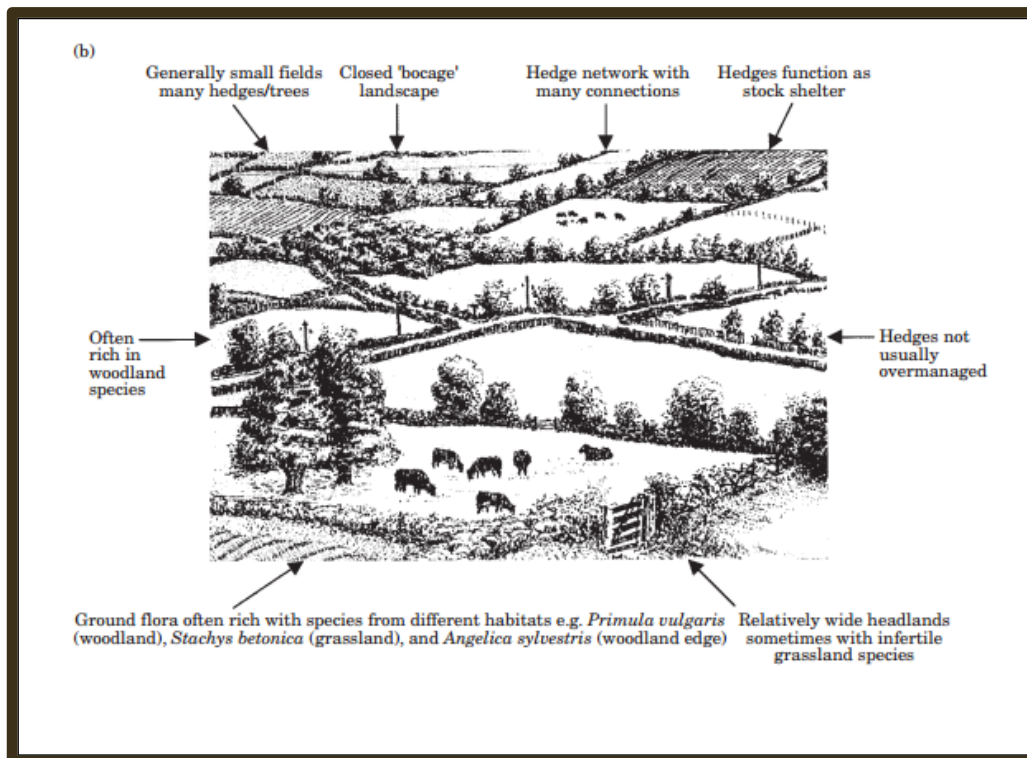 (b)
Generally small fields
many hedges/trees
Closed 'bocage'
landscape
Hedge network with
many connections
Hedges function as
stock shelter
Often
rich in
woodland
species
Hedges not
usually
overmanaged
Ground flora often rich with species from different habitats e.g. Primula vulgaris
(woodland), Stachys betonica (grassland), and Angelica sylvestris (woodland edge)
Relatively wide headlands
sometimes with infertile
grassland species